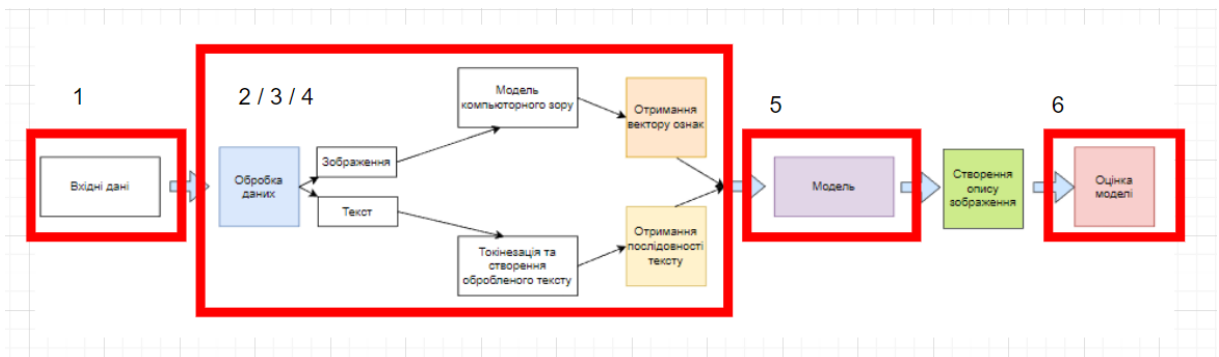 1
Вхідні дані
2 / 3 / 4
Обробка
даних
Зображення
Текст
Модель
компьюторного зору
Токінезація та
створення
обробленого тексту
Отримання
вектору ознак
Отримання
послідовності
тексту
5
Модель
Створення
опису
зображення
6
Оцінка
моделі